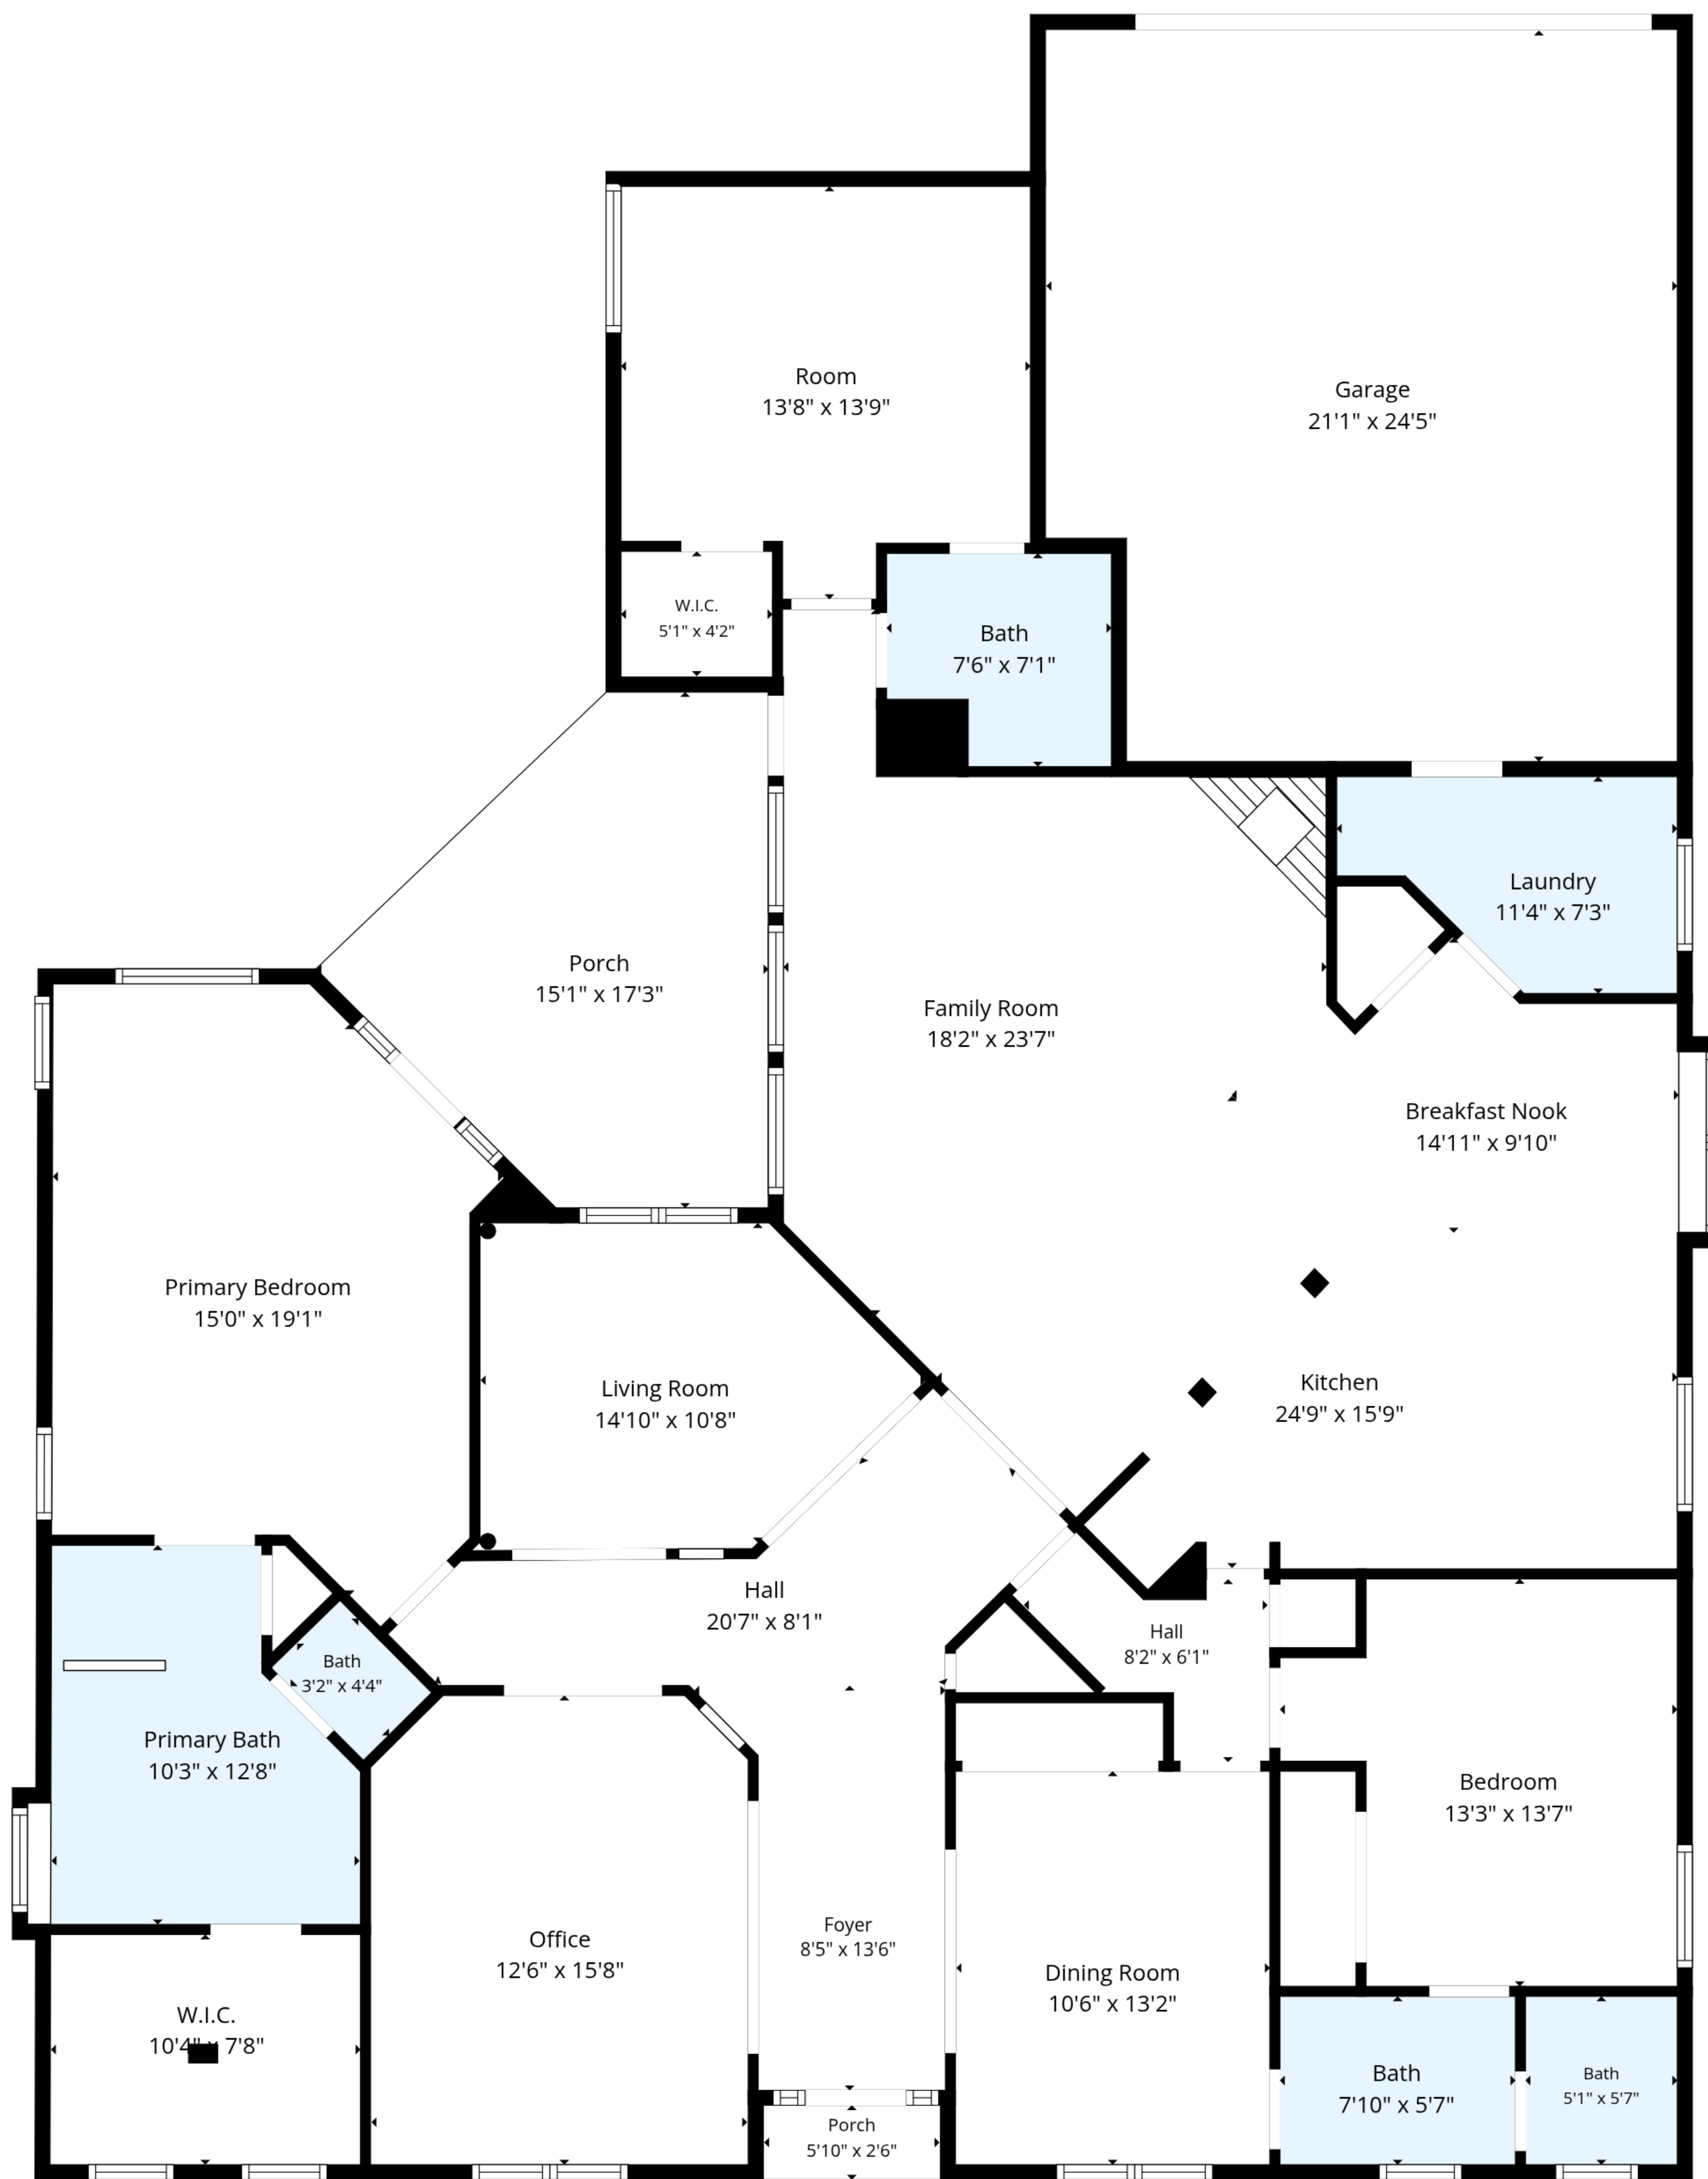 Room
13'8" x 13'9"
Garage
21'1" x 24'5"
W.I.C.
5'1" x 4'2"
Bath
7'6" x 7'1"
Laundry
11'4" x 7'3"
Porch
15'1" x 17'3"
Family Room
18'2" x 23'7"
Breakfast Nook
14'11" x 9'10"
Primary Bedroom
15'0" x 19'1"
Living Room
14'10" x 10'8"
Kitchen
24'9" x 15'9"
Hall
20'7" x 8'1"
Hall
8'2" x 6'1"
Bath
3'2" x 4'4"
Primary Bath
10'3" x 12'8"
Bedroom
13'3" x 13'7"
Office
12'6" x 15'8"
Foyer
8'5" x 13'6"
Dining Room
10'6" x 13'2"
W.I.C.
10'4" x 7'8"
Bath
7'10" x 5'7"
Bath
5'1" x 5'7"
Porch
5'10" x 2'6"